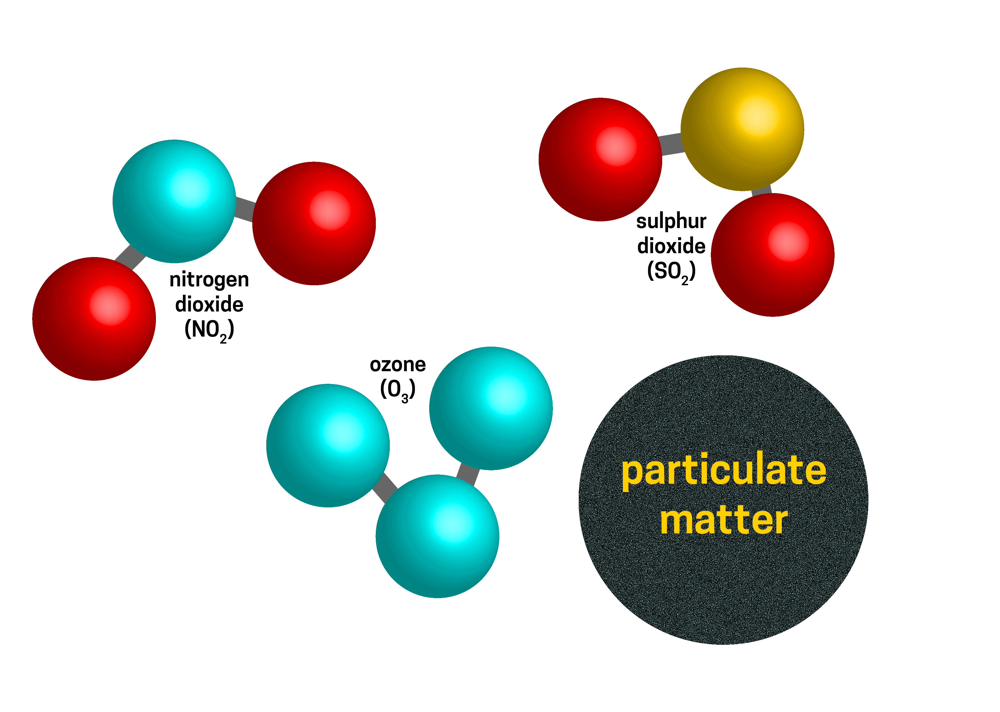 nitrogen
dioxide
(NO₂)
sulphur
dioxide
(SO₂)
ozone
(O₃)
particulate
matter